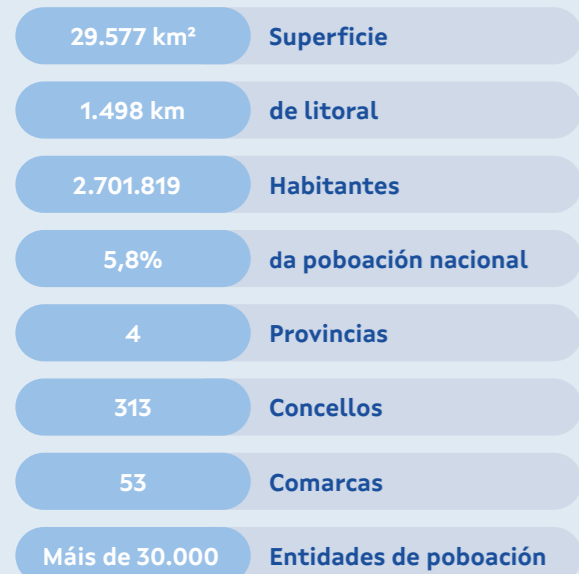 29.577 km² Superficie
1.498 km de litoral
2.701.819 Habitantes
5,8% da poboación nacional
4 Provincias
313 Concellos
53 Comarcas
Máis de 30.000 Entidades de poboación